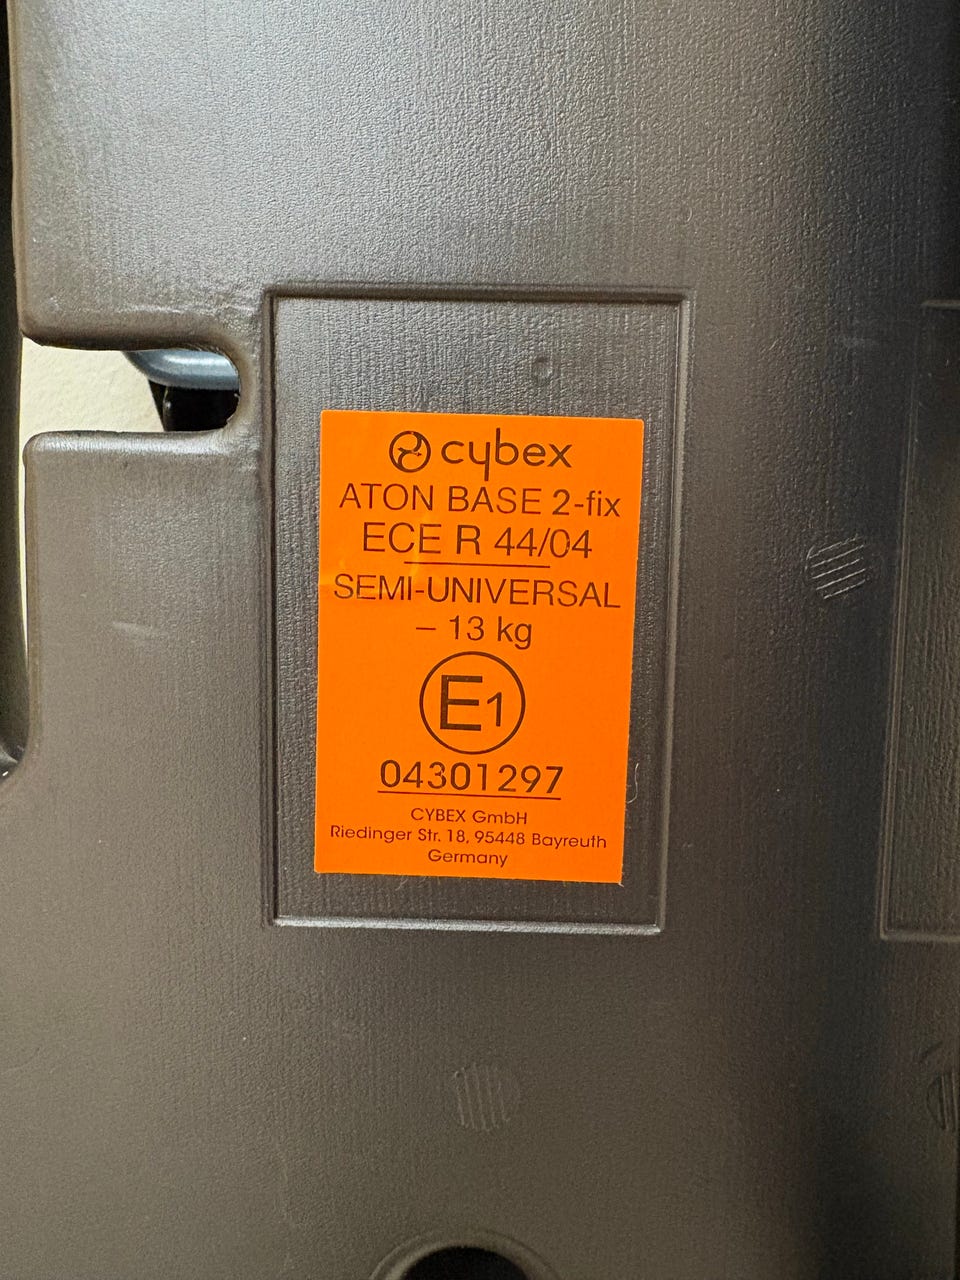 cybex
ATON BASE 2-fix
ECE R 44/04
SEMI-UNIVERSAL
– 13 kg
E1
04301297
CYBEX GmbH
Riedinger Str. 18, 95448 Bayreuth
Germany